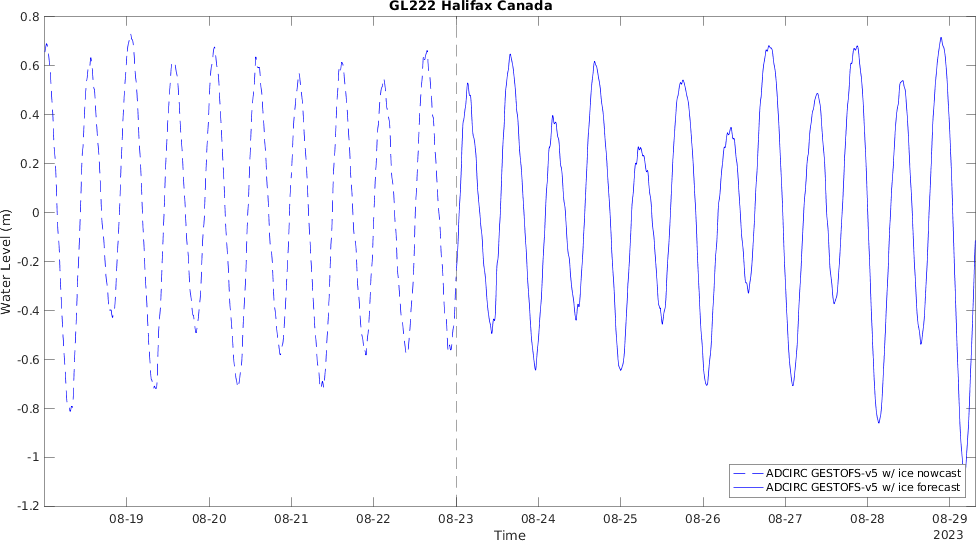 GL222 Halifax Canada
0.8
0.6
0.4
0.2
0
-0.2
-0.4
-0.6
-0.8
-1
-1.2
Water Level (m)
ADCIRC GESTOFS-v5 w/ ice nowcast
ADCIRC GESTOFS-v5 w/ ice forecast
08-19 08-20 08-21 08-22 08-23 08-24 08-25 08-26 08-27 08-28 08-29
Time 2023